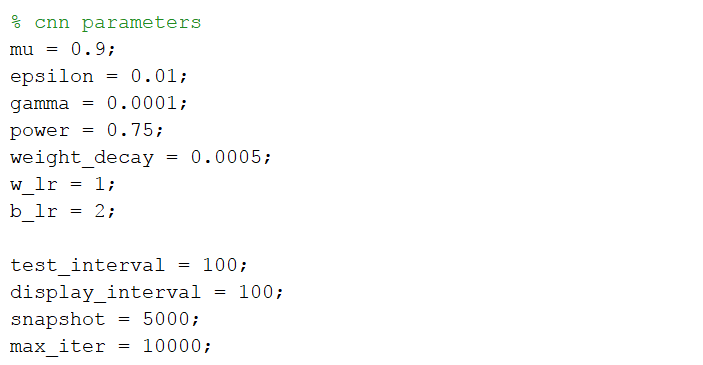 % cnn parameters
mu = 0.9;
epsilon = 0.01;
gamma = 0.0001;
power = 0.75;
weight_decay = 0.0005;
w_lr = 1;
b_lr = 2;
test_interval = 100;
display_interval = 100;
snapshot = 5000;
max_iter = 10000;